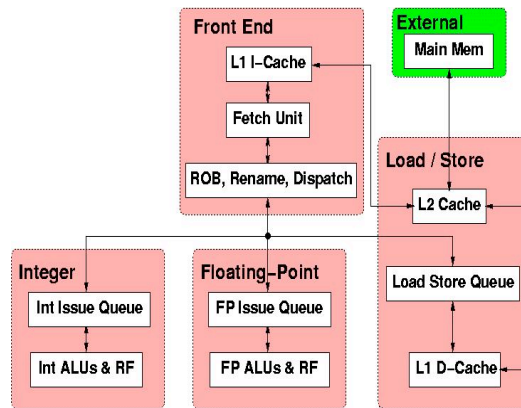 Front End
L1 I-Cache
Fetch Unit
ROB, Rename, Dispatch
External
Main Mem
Load / Store
L2 Cache
Load Store Queue
L1 D-Cache
Integer
Int Issue Queue
Int ALUs & RF
Floating-Point
FP Issue Queue
FP ALUs & RF